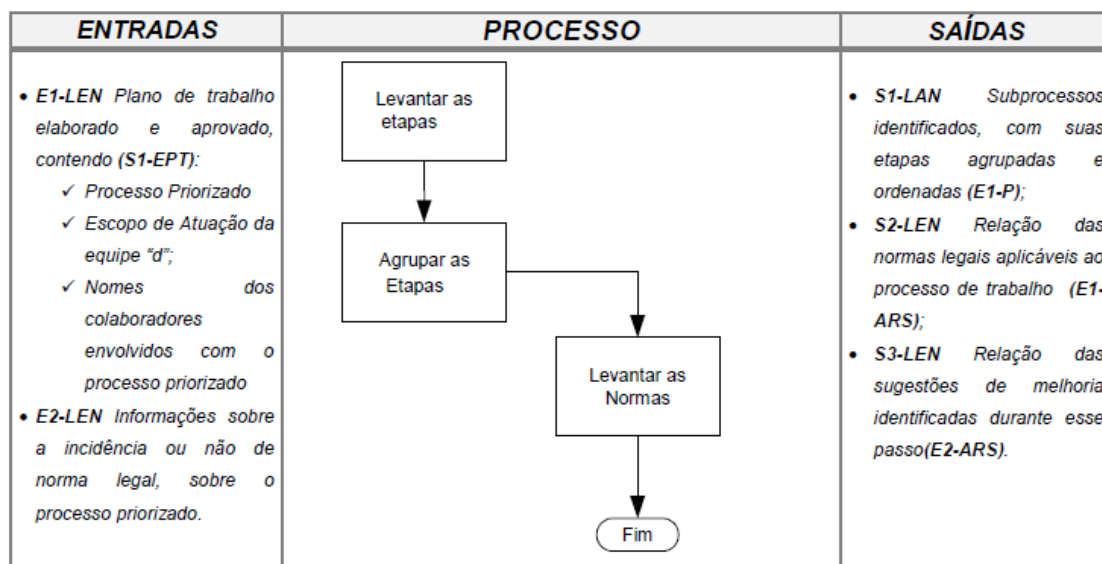 ENTRADAS
PROCESSO
SAÍDAS
• E1-LEN Plano de trabalho
elaborado e aprovado,
contendo (S1-EPT):
✓ Processo Priorizado
✓ Escopo de Atuação da
equipe “d”;
✓ Nomes dos
colaboradores
envolvidos com o
processo priorizado
• E2-LEN Informações sobre
a incidência ou não de
norma legal, sobre o
processo priorizado.
Levantar as
etapas
Agrupar as
Etapas
Levantar as
Normas
Fim
• S1-LAN Subprocessos
identificados, com suas
etapas agrupadas e
ordenadas (E1-P);
• S2-LEN Relação das
normas legais aplicáveis ao
processo de trabalho (E1-
ARS);
• S3-LEN Relação das
sugestões de melhoria
identificadas durante esse
passo(E2-ARS).